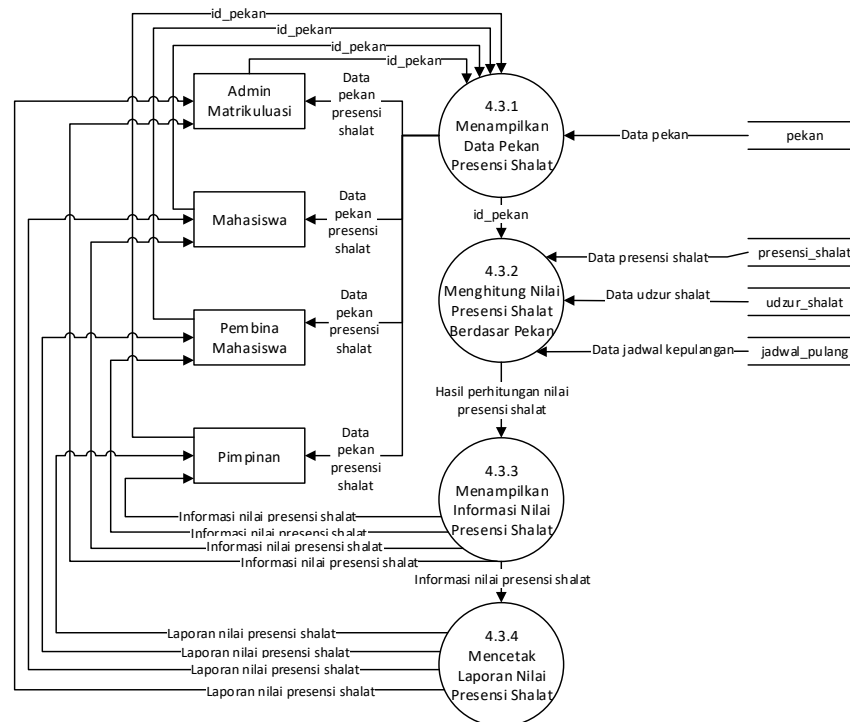 id_pekan
id_pekan
id_pekan
id_pekan
Admin
Matrikuluasi
Data
pekan
presensi
shalat
4.3.1
Menampilkan
Data Pekan
Presensi Shalat
Data pekan
pekan
Mahasiswa
Data
pekan
presensi
shalat
id_pekan
4.3.2
Menghitung Nilai
Presensi Shalat
Berdasar Pekan
Data presensi shalat
presensi_shalat
Data udzur shalat
udzur_shalat
Data jadwal kepulangan
jadwal_pulang
Pembina
Mahasiswa
Data
pekan
presensi
shalat
Hasil perhitungan nilai
presensi shalat
Pimpinan
Data
pekan
presensi
shalat
4.3.3
Menampilkan
Informasi Nilai
Presensi Shalat
Informasi nilai presensi shalat
Informasi nilai presensi shalat
Informasi nilai presensi shalat
Informasi nilai presensi shalat
Informasi nilai presensi shalat
4.3.4
Mencetak
Laporan Nilai
Presensi Shalat
Laporan nilai presensi shalat
Laporan nilai presensi shalat
Laporan nilai presensi shalat
Laporan nilai presensi shalat